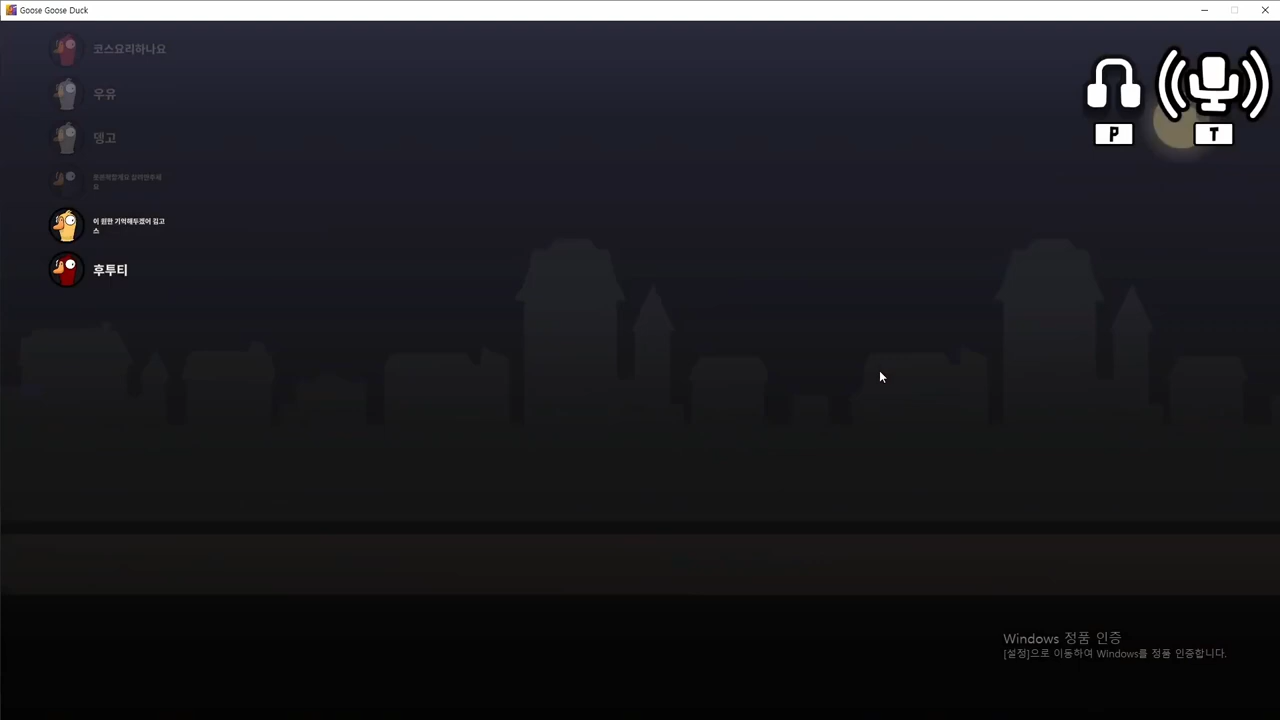 Goose Goose Duck
코스요리하나요
우유
P
T
뎅고
이 원한 기억해두겠어 김고
스
후투티
Windows 정품 인증
[설정]으로 이동하여 Windows를 정품 인증합니다.